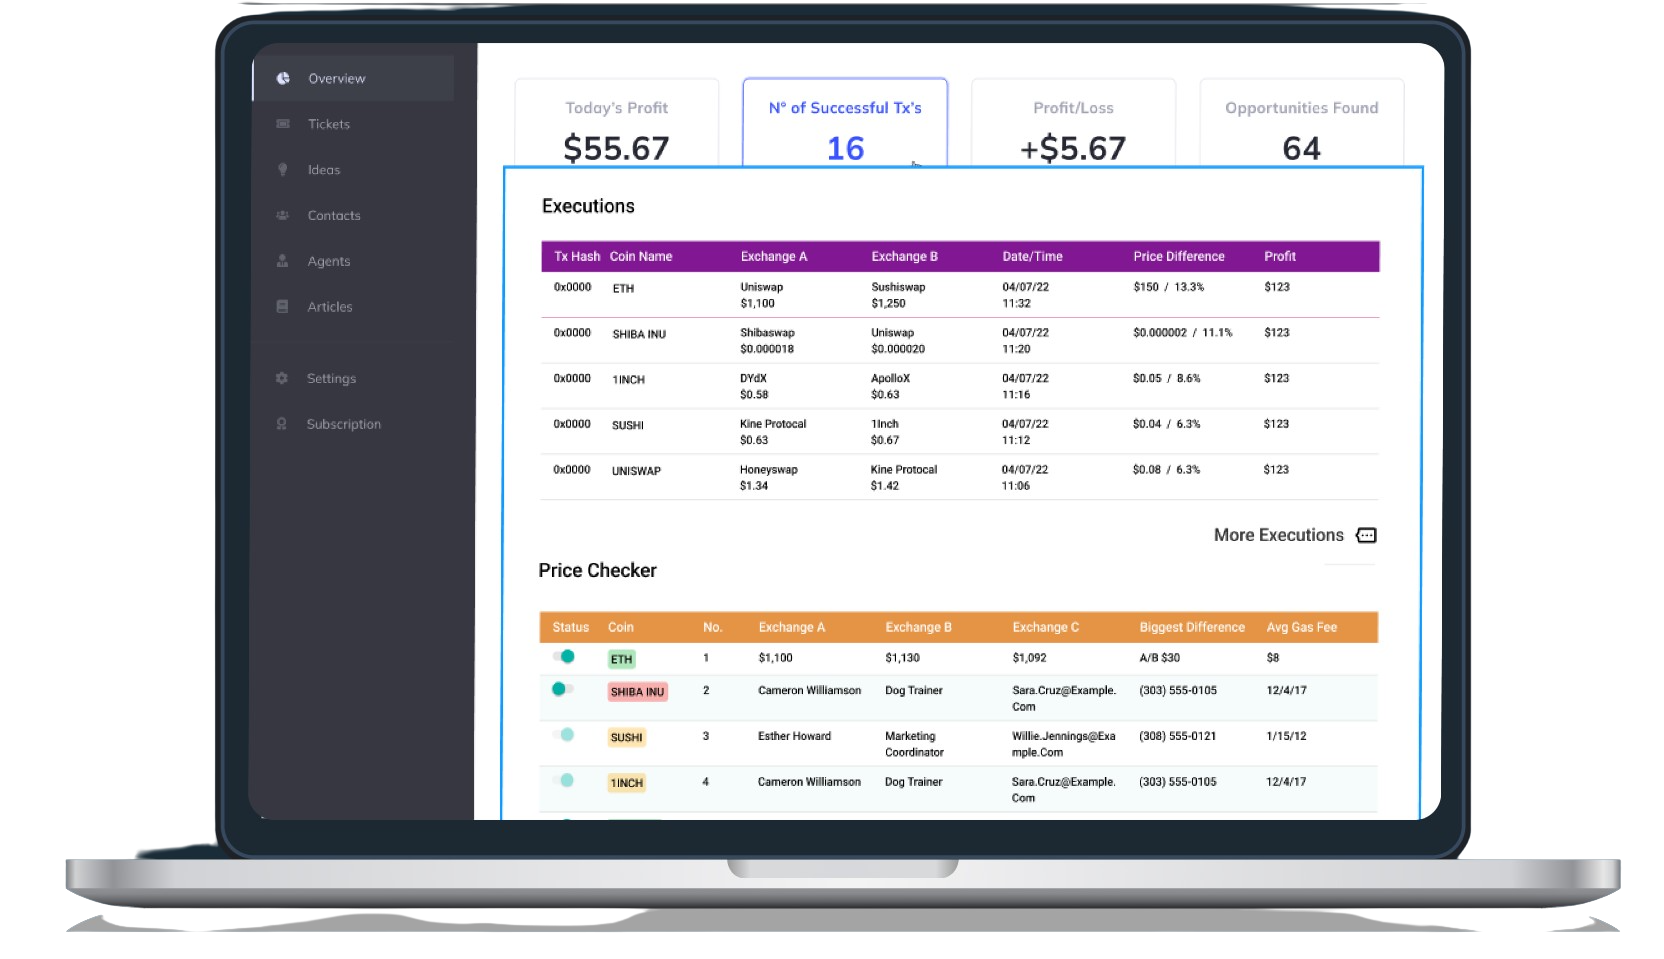 Overview
Tickets
Ideas
Contacts
Agents
Articles
Settings
Subscription
Today's Profit
$55.67
N° of Successful Tx's
16
Profit/Loss
+$5.67
Opportunities Found
64
Executions
Tx Hash Coin Name Exchange A Exchange B Date/Time Price Difference Profit
0x0000 ETH Uniswap Sushiswap 04/07/22 $150 / 13.3% $123
$1,100 $1,250 11:32
0x0000 SHIBA INU Shibaswap Uniswap 04/07/22 $0.000002 / 11.1% $123
$0.000018 $0.000020 11:20
0x0000 1INCH DYdX ApolloX 04/07/22 $0.05 / 8.6% $123
$0.58 $0.63 11:16
0x0000 SUSHI Kine Protocal 1Inch 04/07/22 $0.04 / 6.3% $123
$0.63 $0.67 11:12
0x0000 UNISWAP Honeyswap Kine Protocal 04/07/22 $0.08 / 6.3% $123
$1.34 $1.42 11:06
More Executions
Price Checker
Status Coin No. Exchange A Exchange B Exchange C Biggest Difference Avg Gas Fee
ETH 1 $1,100 $1,130 $1,092 A/B $30 $8
SHIBA INU 2 Cameron Williamson Dog Trainer Sara.Cruz@Example. (303) 555-0105 12/4/17
Com
SUSHI 3 Esther Howard Marketing Willie.Jennings@Exa (308) 555-0121 1/15/12
Coordinator mple.Com
1INCH 4 Cameron Williamson Dog Trainer Sara.Cruz@Example. (303) 555-0105 12/4/17
Com